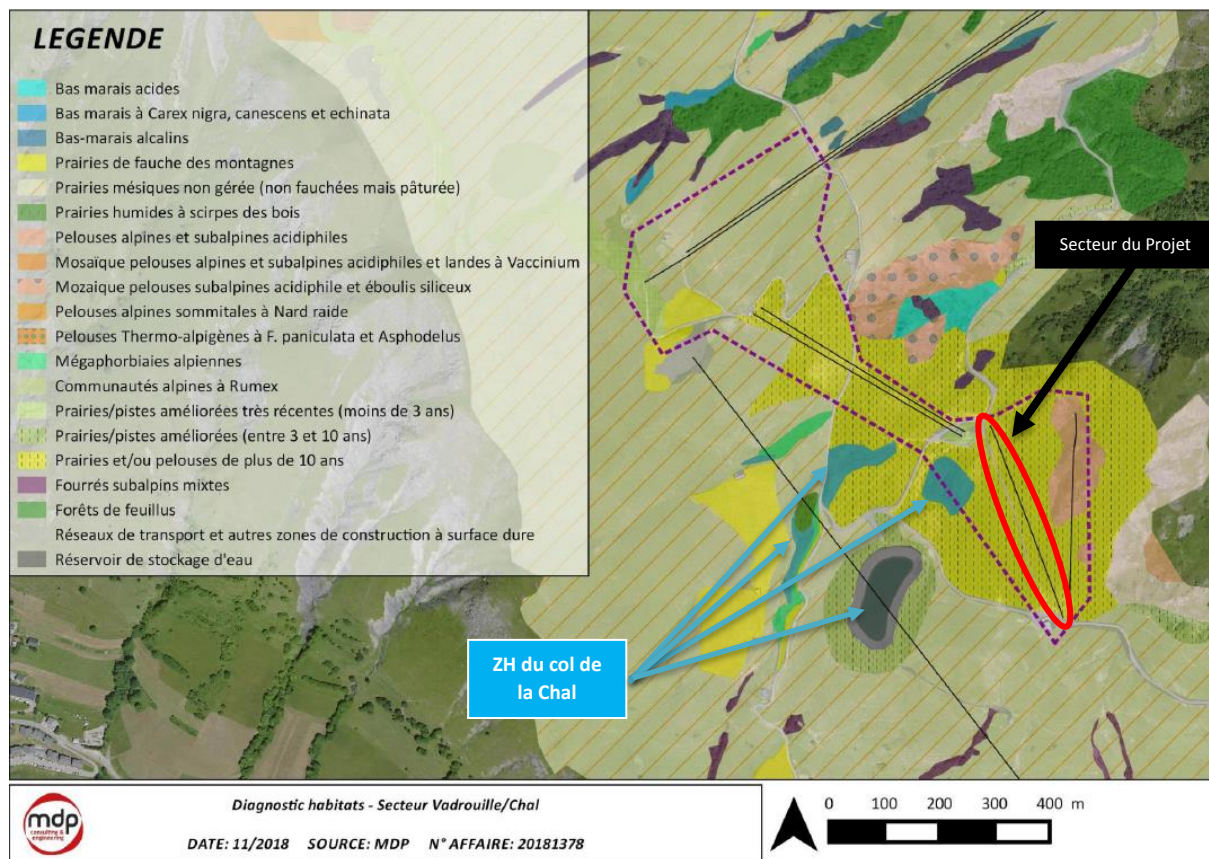 LEGENDE
Bas marais acides
Bas marais à Carex nigra, canescens et echinata
Bas-marais alcalins
Prairies de fauche des montagnes
Prairies mésiques non gérée (non fauchées mais pâturée)
Prairies humides à scirpes des bois
Pelouses alpines et subalpines acidiphiles
Mosaïque pelouses alpines et subalpines acidiphiles et landes à Vaccinium
Mozaique pelouses subalpines acidiphile et éboulis siliceux
Pelouses alpines sommitales à Nard raide
Pelouses Thermo-alpigènes à F. paniculata et Asphodelus
Mégaphorbiaies alpiennes
Communautés alpines à Rumex
Prairies/pistes améliorées très récentes (moins de 3 ans)
Prairies/pistes améliorées (entre 3 et 10 ans)
Prairies et/ou pelouses de plus de 10 ans
Fourrés subalpins mixtes
Forêts de feuillus
Réseaux de transport et autres zones de construction à surface dure
Réservoir de stockage d'eau
Secteur du Projet
ZH du col de
la Chal
mdp
consulting &
engineering
Diagnostic habitats - Secteur Vadrouille/Chal
DATE: 11/2018 SOURCE: MDP N° AFFAIRE: 20181378
0 100 200 300 400 m